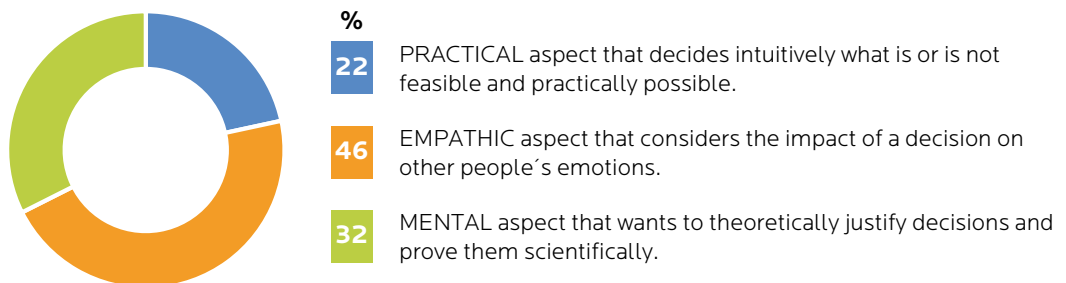 %
22 PRACTICAL aspect that decides intuitively what is or is not
feasible and practically possible.
46 EMPATHIC aspect that considers the impact of a decision on
other people´s emotions.
32 MENTAL aspect that wants to theoretically justify decisions and
prove them scientifically.